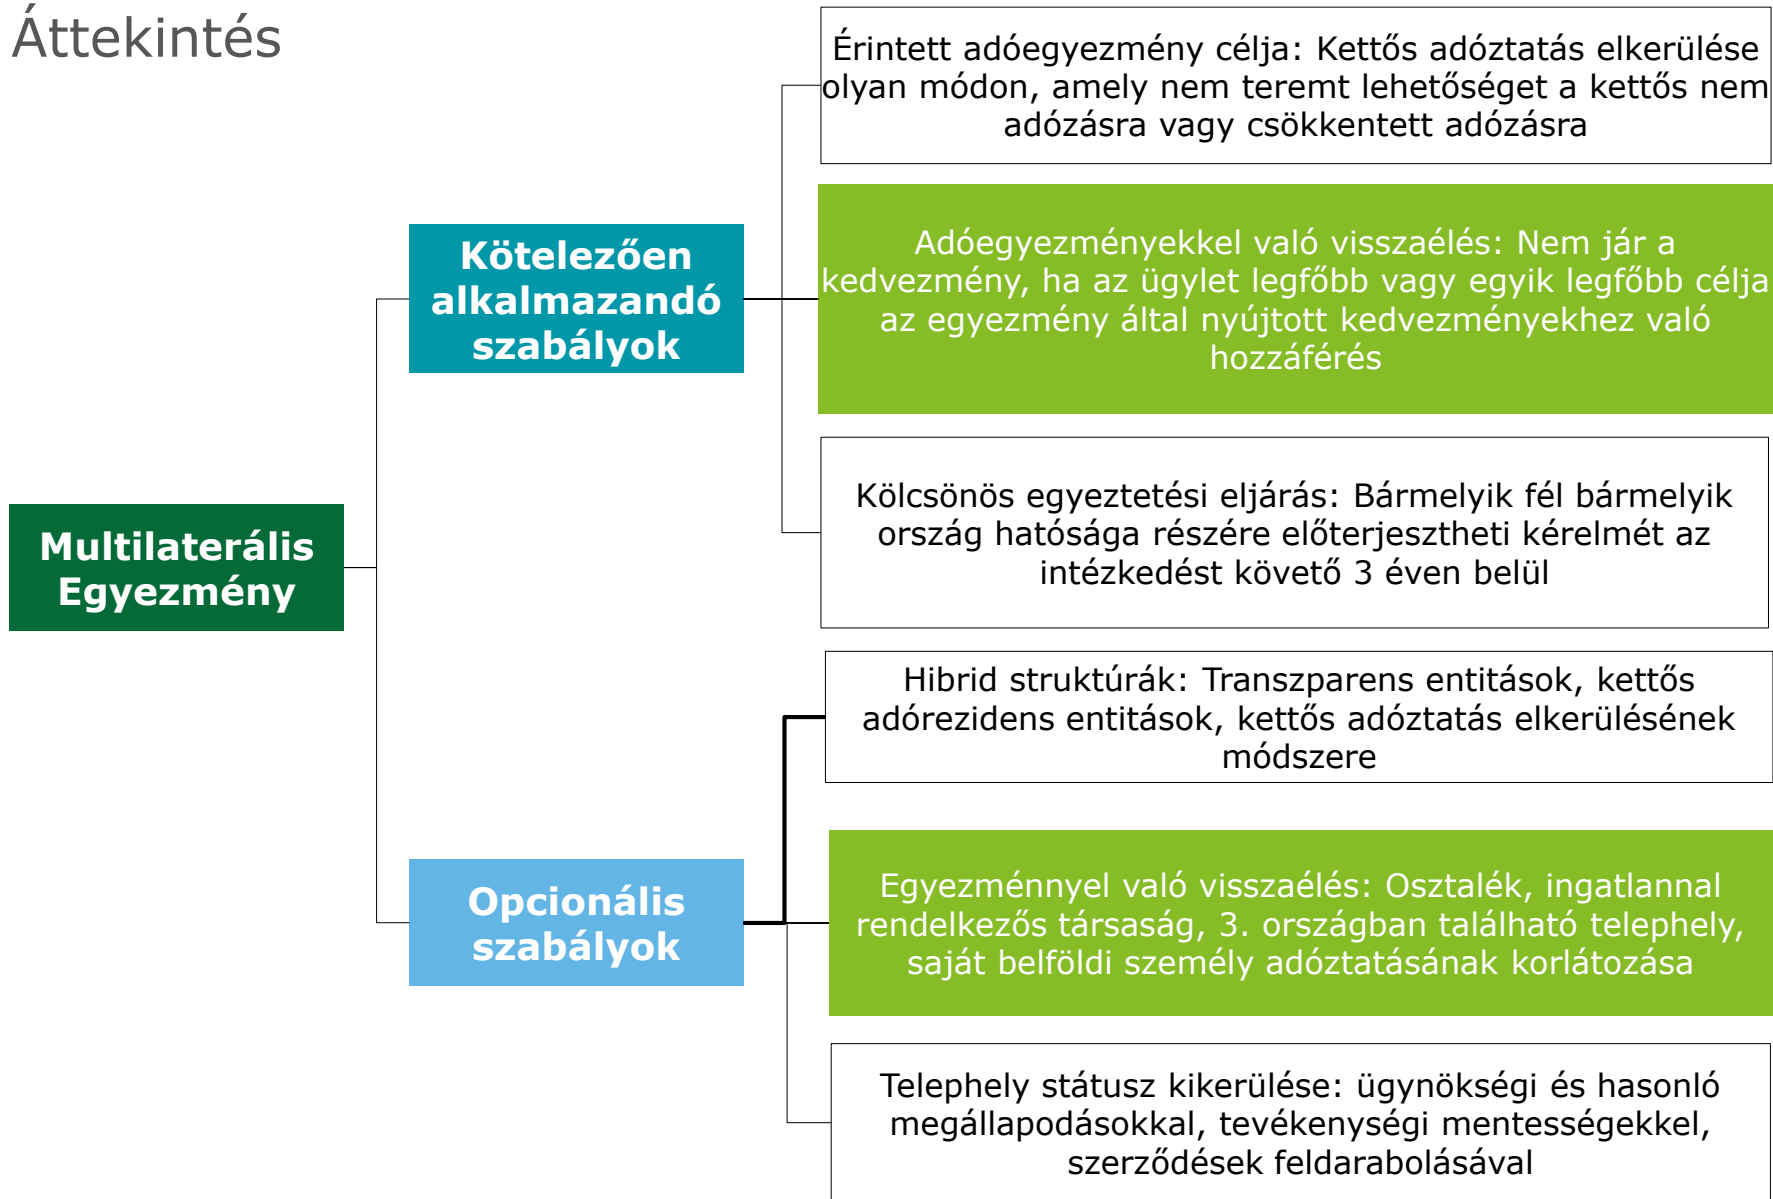 Áttekintés
Érintett adóegyezmény célja: Kettős adóztatás elkerülése
olyan módon, amely nem teremt lehetőséget a kettős nem
adózásra vagy csökkentett adózásra
Kötelezően
alkalmazandó
szabályok
Adóegyezményekkel való visszaélés: Nem jár a
kedvezmény, ha az ügylet legfőbb vagy egyik legfőbb célja
az egyezmény által nyújtott kedvezményekhez való
hozzáférés
Kölcsönös egyeztetési eljárás: Bármelyik fél bármelyik
ország hatósága részére előterjesztheti kérelmét az
intézkedést követő 3 éven belül
Multilaterális
Egyezmény
Hibrid struktúrák: Transzparens entitások, kettős
adórezidens entitások, kettős adóztatás elkerülésének
módszere
Opcionális
szabályok
Egyezménnyel való visszaélés: Osztalék, ingatlannal
rendelkezős társaság, 3. országban található telephely,
saját belföldi személy adóztatásának korlátozása
Telephely státusz kikerülése: ügynökségi és hasonló
megállapodásokkal, tevékenységi mentességekkel,
szerződések feldarabolásával